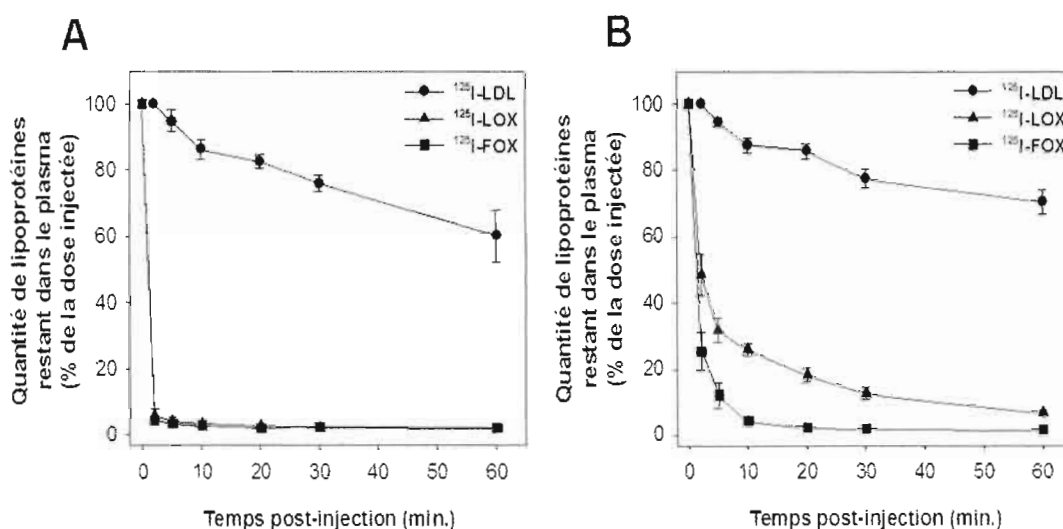 A
Quantité de lipoprotéines
restant dans le plasma
(% de la dose injectée)
100
80
60
40
20
0
¹²⁵I-LDL
¹²⁵I-LOX
¹²⁵I-FOX
0 10 20 30 40 50 60
Temps post-injection (min.)
B
Quantité de lipoprotéines
restant dans le plasma
(% de la dose injectée)
100
80
60
40
20
0
¹²⁵I-LDL
¹²⁵I-LOX
¹²⁵I-FOX
0 10 20 30 40 50 60
Temps post-injection (min.)